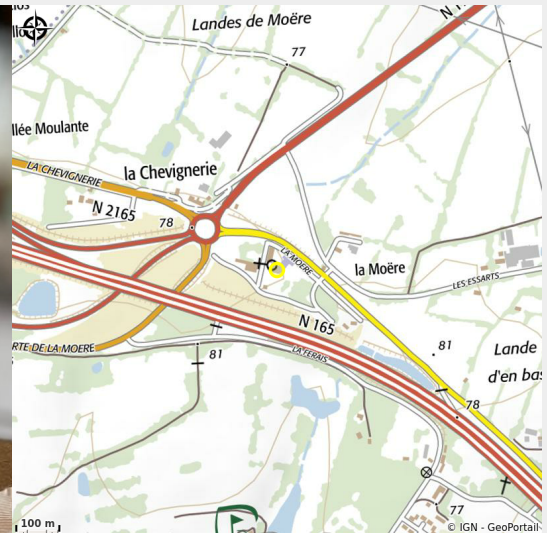 Landes de Moëre
N 1
77
llée Moulante
la Chevignerie
LA CHEVIGNERIE
N 2165
78
LA MOERE
la Moëre
LES ESSARTS
N 165
RTE DE LA MOERE
81
LA FERAIS
81
Lande
d'en bas
78
77
100 m
© IGN - GeoPortail